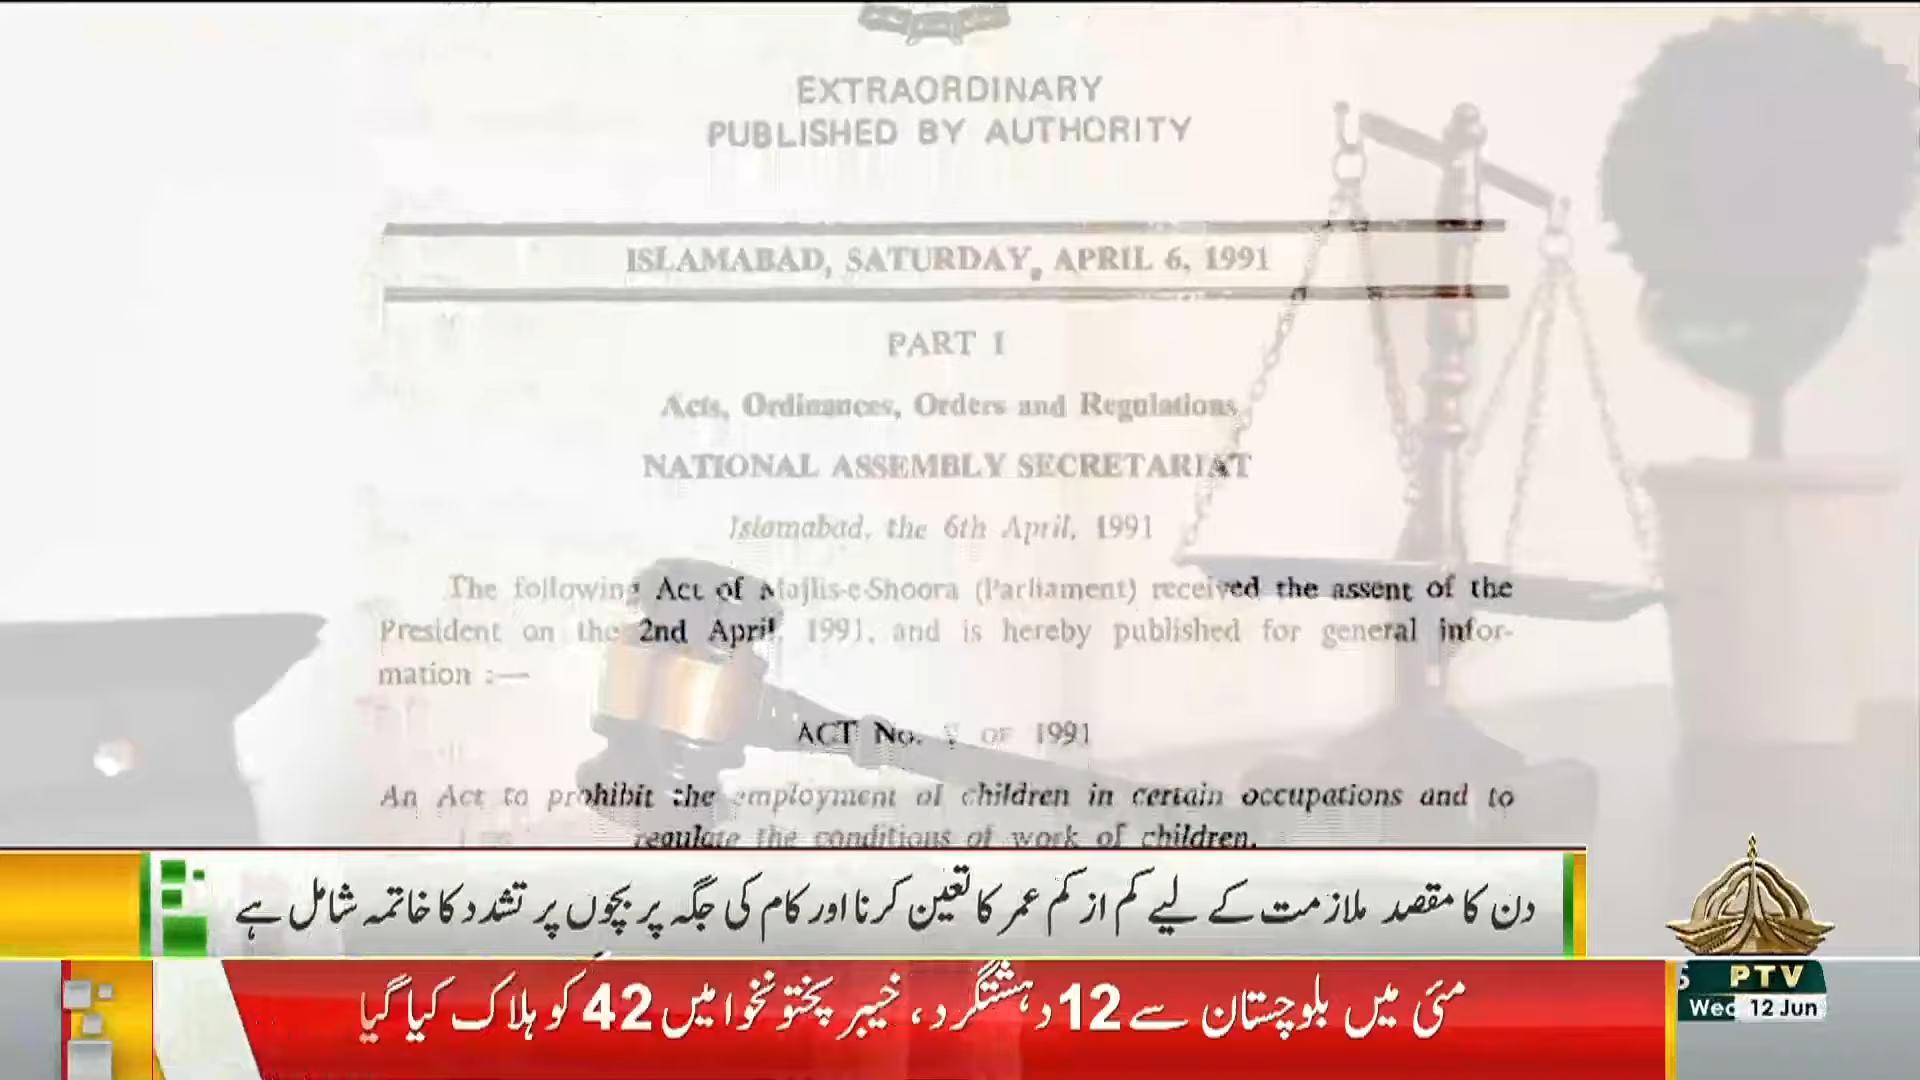 EXTRAORDINARY
PUBLISHED BY AUTHORITY
ISLAMABAD, SATURDAY, APRIL 6, 1991
PART I
Acts, Ordinances, Orders and Regulations
NATIONAL ASSEMBLY SECRETARIAT
Islamabad, the 6th April, 1991
The following Act of Majlis-e-Shoora (Parliament) received the assent of the
President on the 2nd April, 1991, and is hereby published for general infor-
mation :—
ACT No. V OF 1991
An Act to prohibit the employment of children in certain occupations and to
regulate the conditions of work of children.
دن کا مقصد ملازمت کے لیے کم از کم عمر کا تعین کرنا اور کام کی جگہ پر بچوں پر تشدد کا خاتمہ شامل ہے
مئی میں بلوچستان سے 12 دہشتگرد، خیبر پختونخوا میں 42 کو ہلاک کیا گیا
PTV
Wed 12 Jun